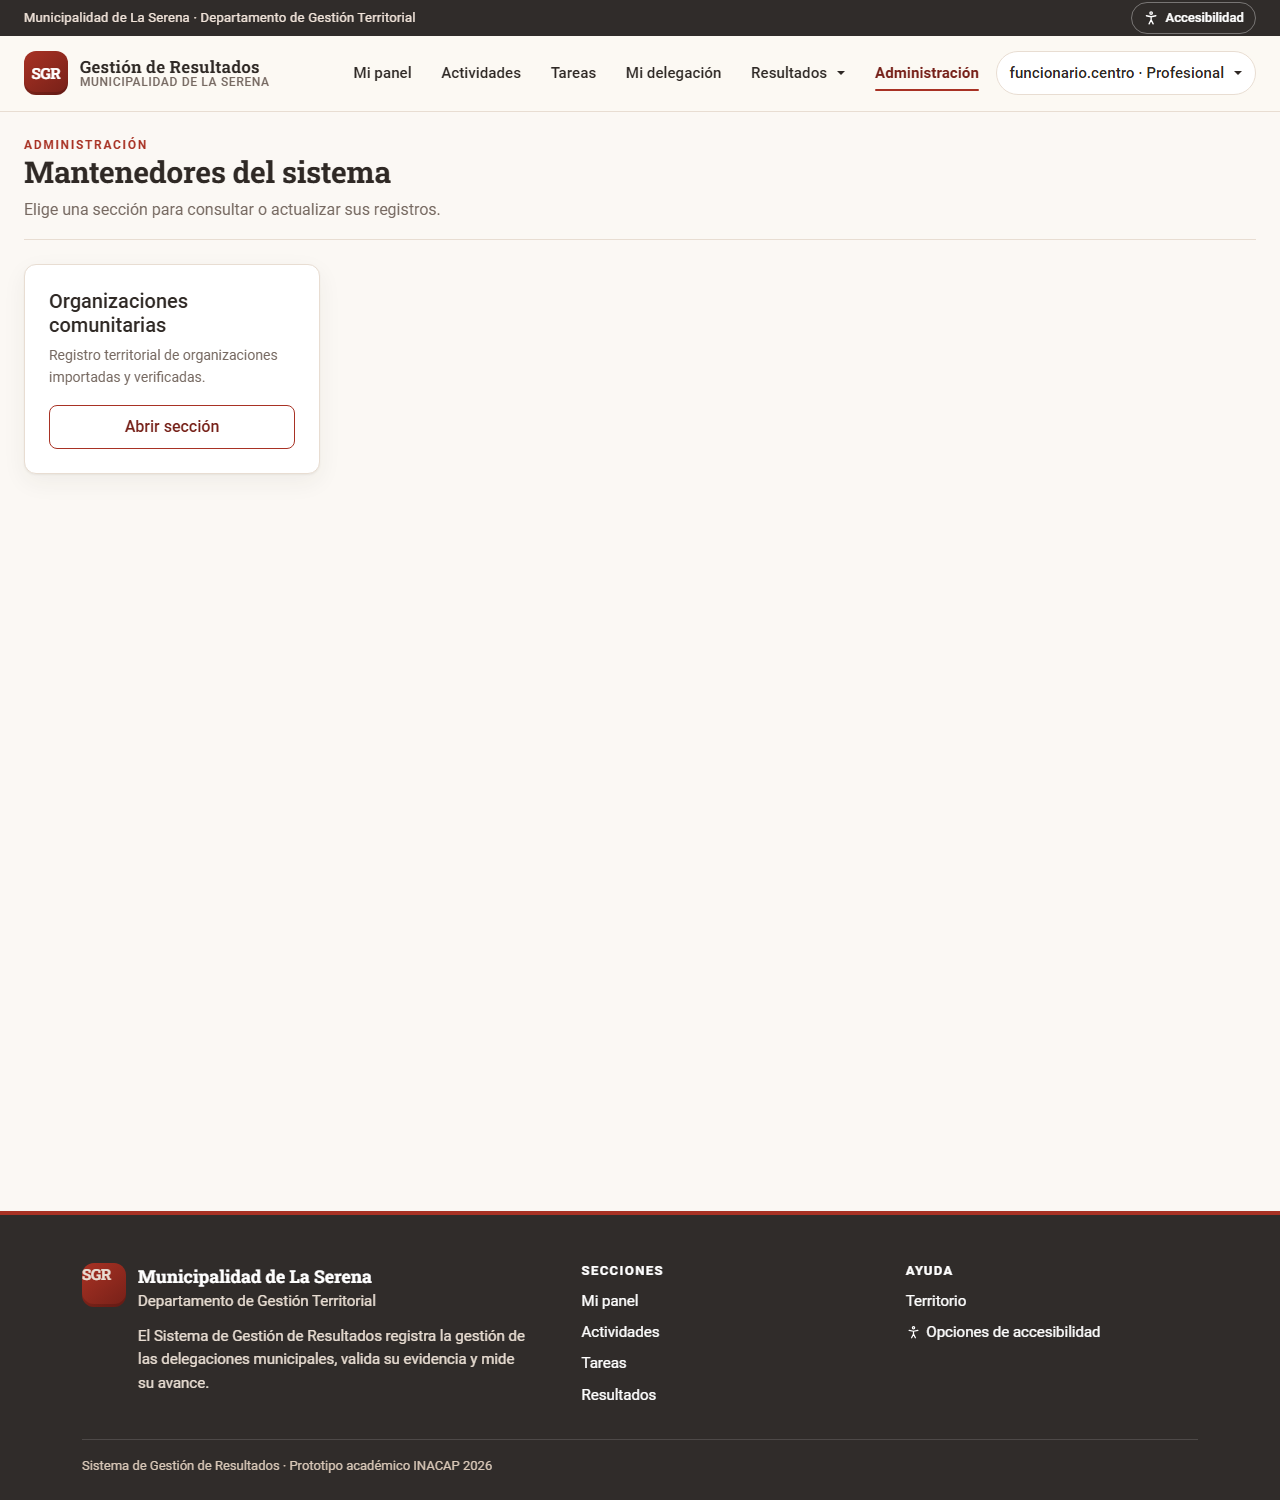 Municipalidad de La Serena · Departamento de Gestión Territorial
Accesibilidad
SGR
Gestión de Resultados
MUNICIPALIDAD DE LA SERENA
Mi panel
Actividades
Tareas
Mi delegación
Resultados
Administración
funcionario.centro · Profesional
ADMINISTRACIÓN
Mantenedores del sistema
Elige una sección para consultar o actualizar sus registros.
Organizaciones
comunitarias
Registro territorial de organizaciones
importadas y verificadas.
Abrir sección
SGR
Municipalidad de La Serena
Departamento de Gestión Territorial
El Sistema de Gestión de Resultados registra la gestión de
las delegaciones municipales, valida su evidencia y mide
su avance.
SECCIONES
Mi panel
Actividades
Tareas
Resultados
AYUDA
Territorio
Opciones de accesibilidad
Sistema de Gestión de Resultados · Prototipo académico INACAP 2026